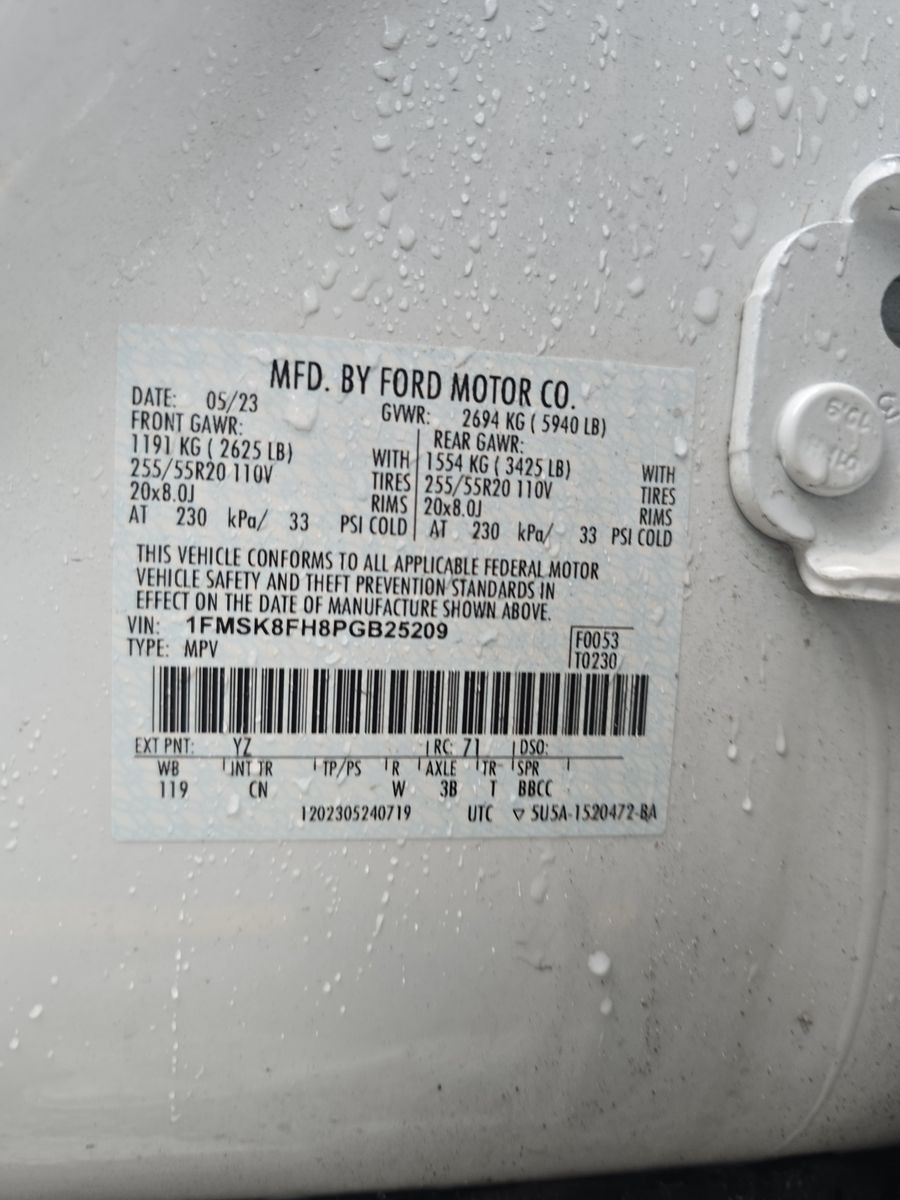 MFD. BY FORD MOTOR CO.
DATE: 05/23 GVWR: 2694 KG ( 5940 LB)
FRONT GAWR: REAR GAWR:
1191 KG ( 2625 LB) WITH 1554 KG ( 3425 LB) WITH
255/55R20 110V TIRES 255/55R20 110V TIRES
20x8.0J RIMS 20x8.0J RIMS
AT 230 kPa/ 33 PSI COLD AT 230 kPa/ 33 PSI COLD
THIS VEHICLE CONFORMS TO ALL APPLICABLE FEDERAL MOTOR
VEHICLE SAFETY AND THEFT PREVENTION STANDARDS IN
EFFECT ON THE DATE OF MANUFACTURE SHOWN ABOVE.
VIN: 1FMSK8FH8PGB25209 F0053
TYPE: MPV T0230
EXT PNT: YZ RC: 71 DSO:
WB INT TR TP/PS R AXLE TR SPR
119 CN W 3B T BBCC
1202305240719 UTC ▽ 5U5A-1520472-BA